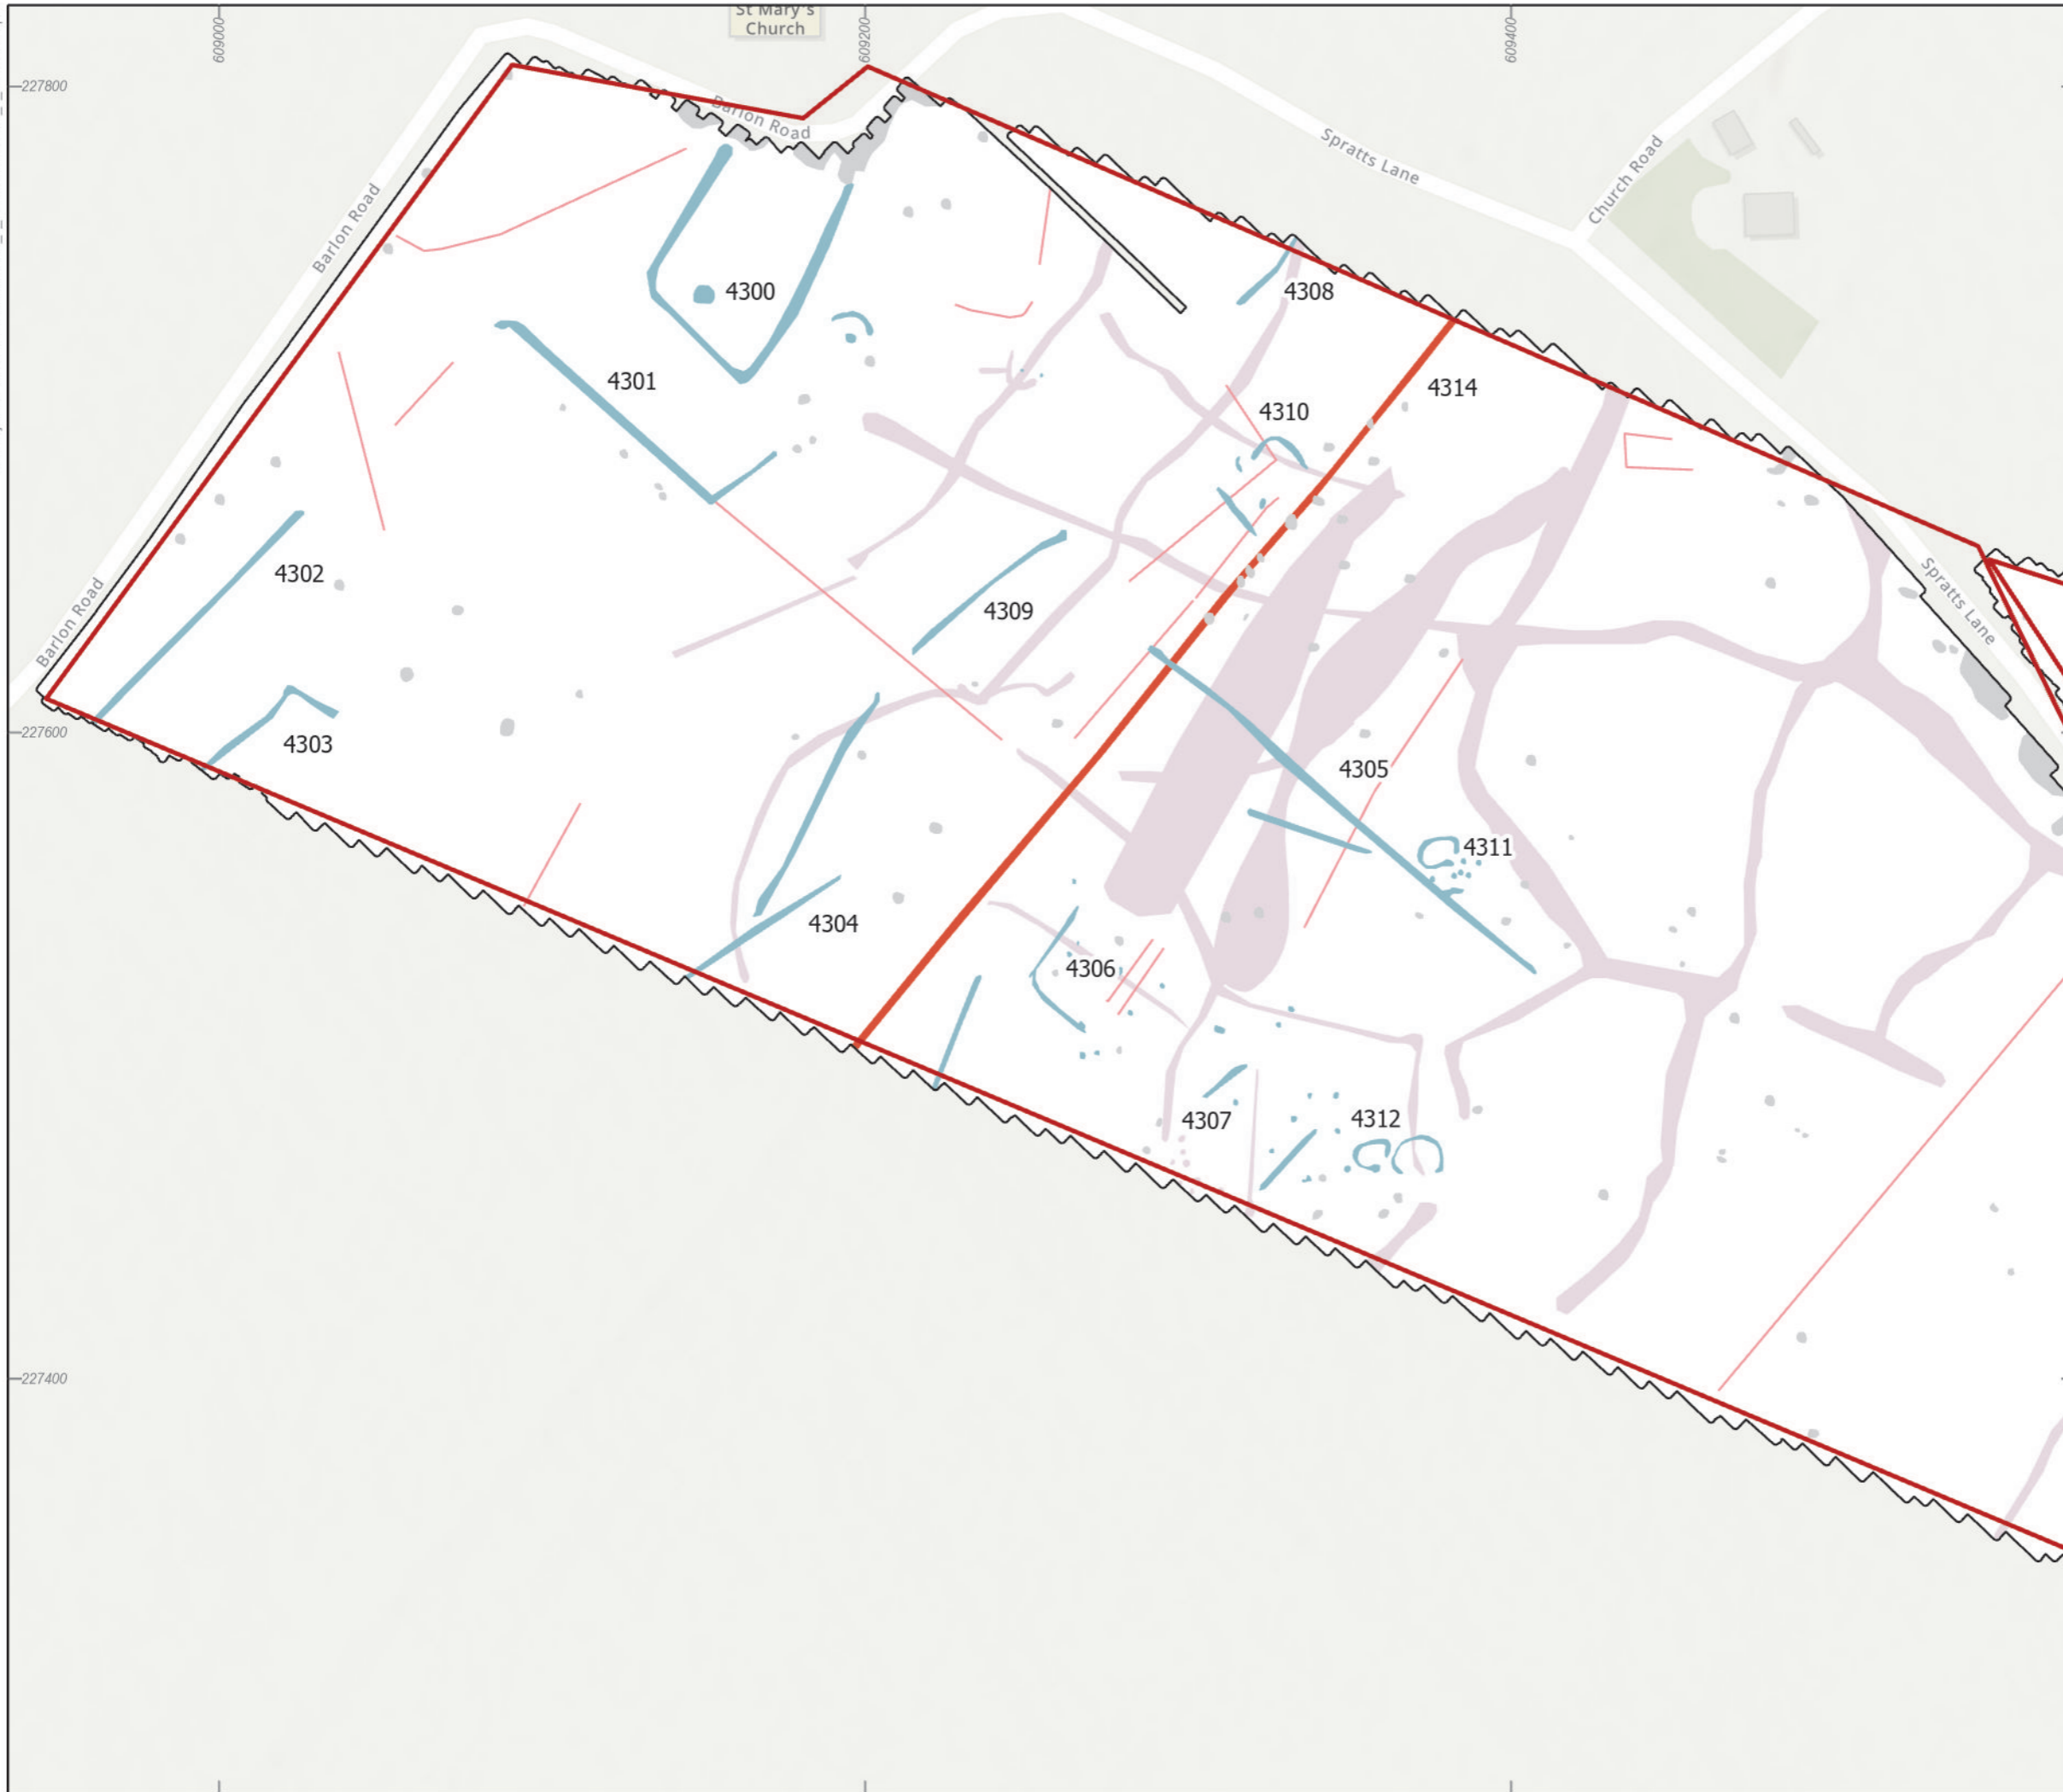 609000
St Mary's
Church
609200
609400
227800
Barlon Road
Spratts Lane
Church Road
Barlon Road
4300
4308
4301
4314
4310
4302
Barlon Road
4309
Spratts Lane
227600
4303
4305
4311
4304
4306
4307
4312
227400